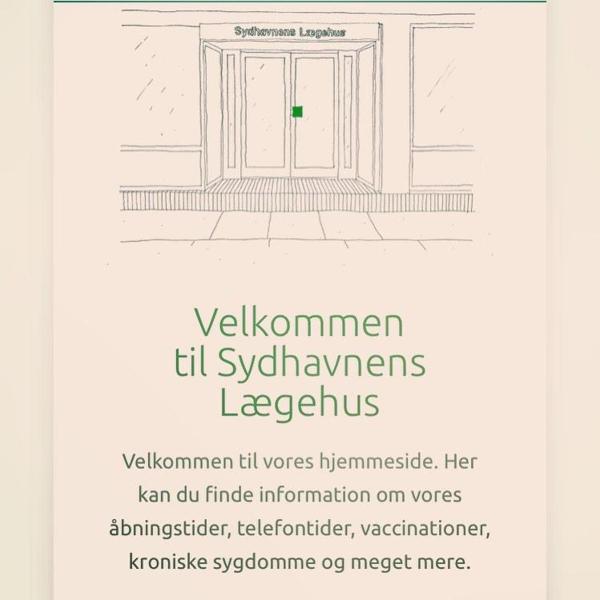 Sydhavnens Lægehus
Velkommen
til Sydhavnens
Lægehus
Velkommen til vores hjemmeside. Her
kan du finde information om vores
åbningstider, telefontider, vaccinationer,
kroniske sygdomme og meget mere.